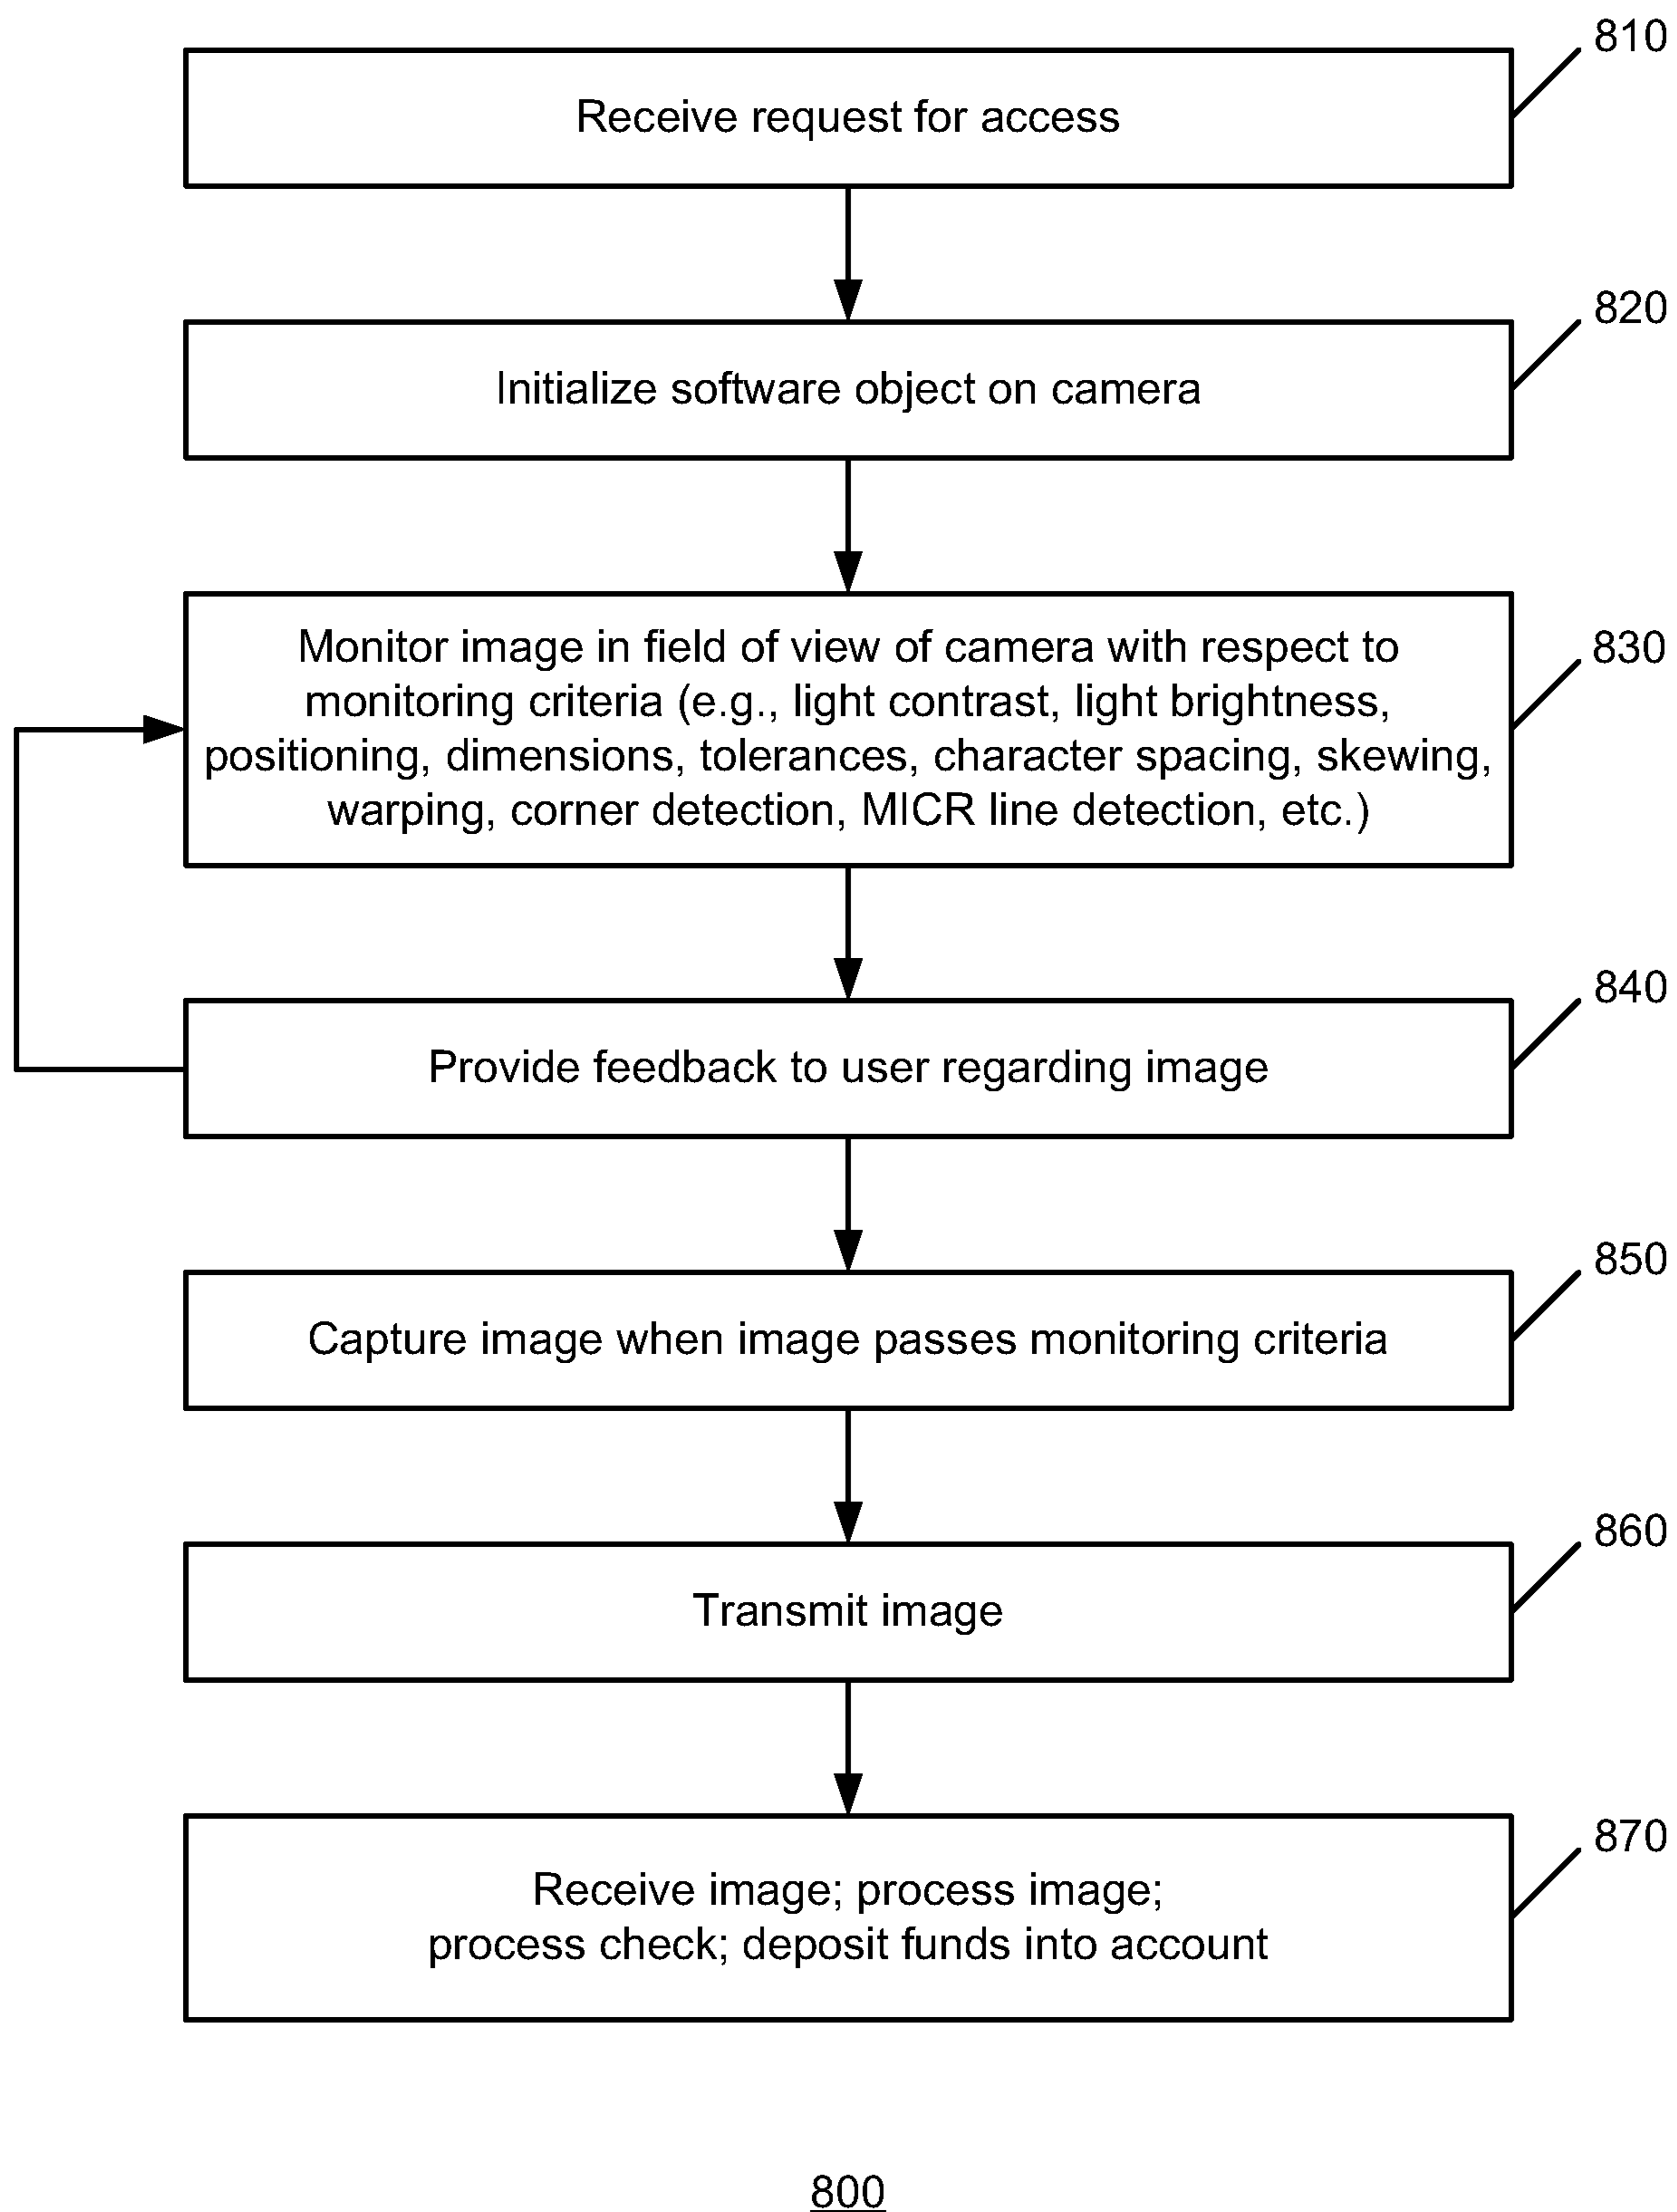 810
Receive request for access
820
Initialize software object on camera
830
Monitor image in field of view of camera with respect to
monitoring criteria (e.g., light contrast, light brightness,
positioning, dimensions, tolerances, character spacing, skewing,
warping, corner detection, MICR line detection, etc.)
840
Provide feedback to user regarding image
850
Capture image when image passes monitoring criteria
860
Transmit image
870
Receive image; process image;
process check; deposit funds into account
800